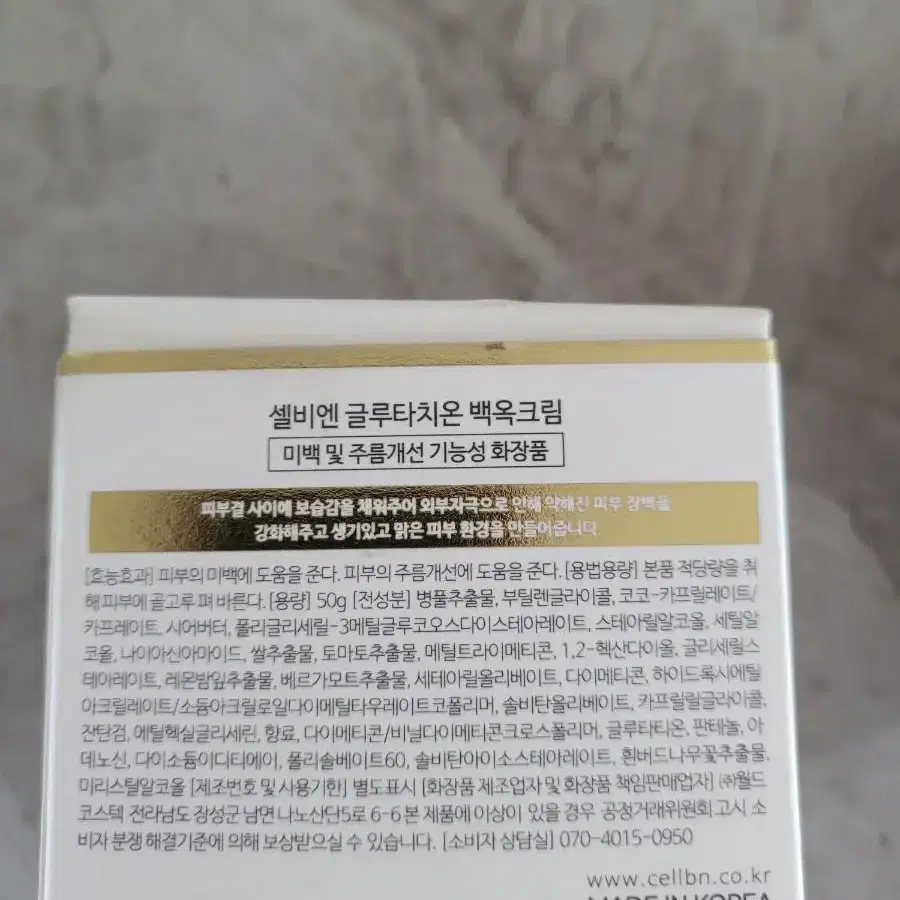 셀비엔 글루타치온 백옥크림
미백 및 주름개선 기능성 화장품
피부결 사이에 보습감을 채워주어 외부자극으로 인해 약해진 피부 장벽을
강화해주고 생기있고 맑은 피부 환경을 만들어줍니다.
[효능효과] 피부의 미백에 도움을 준다. 피부의 주름개선에 도움을 준다. [용법용량] 본품 적당량을 취
해 피부에 골고루 펴 바른다. [용량] 50g [전성분] 병풀추출물, 부틸렌글라이콜, 코코-카프릴레이트/
카프레이트, 시어버터, 폴리글리세릴-3메틸글루코오스다이스테아레이트, 스테아릴알코올, 세틸알
코올, 나이아신아마이드, 쌀추출물, 토마토추출물, 메틸트라이메티콘, 1,2-헥산다이올, 글리세릴스
테아레이트, 레몬밤잎추출물, 베르가모트추출물, 세테아릴올리베이트, 다이메티콘, 하이드록시에틸
아크릴레이트/소듐아크릴로일다이메틸타우레이트코폴리머, 솔비탄올리베이트, 카프릴릴글라이콜,
잔탄검, 에틸헥실글리세린, 향료, 다이메티콘/비닐다이메티콘크로스폴리머, 글루타티온, 판테놀, 아
데노신, 다이소듐이디티에이, 폴리솔베이트60, 솔비탄아이소스테아레이트, 흰버드나무꽃추출물,
미리스틸알코올 [제조번호 및 사용기한] 별도표시 [화장품 제조업자 및 화장품 책임판매업자] ㈜월드
코스텍 전라남도 장성군 남면 나노산단5로 6-6 본 제품에 이상이 있을 경우 공정거래위원회 고시 소
비자 분쟁 해결기준에 의해 보상받으실 수 있습니다. [소비자 상담실] 070-4015-0950
www.cellbn.co.kr
MADE IN KOREA